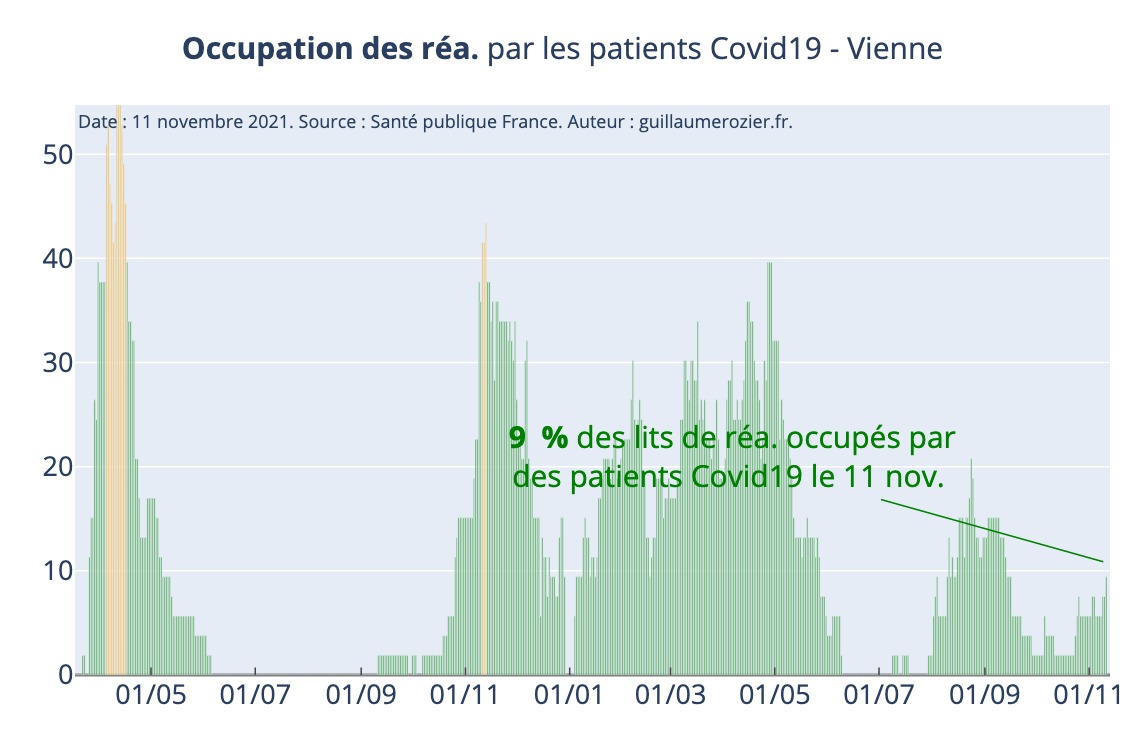 Occupation des réa. par les patients Covid19 - Vienne
Date : 11 novembre 2021. Source : Santé publique France. Auteur : guillaumerozier.fr.
50
40
30
20
10
0
9 % des lits de réa. occupés par
des patients Covid19 le 11 nov.
01/05 01/07 01/09 01/11 01/01 01/03 01/05 01/07 01/09 01/11